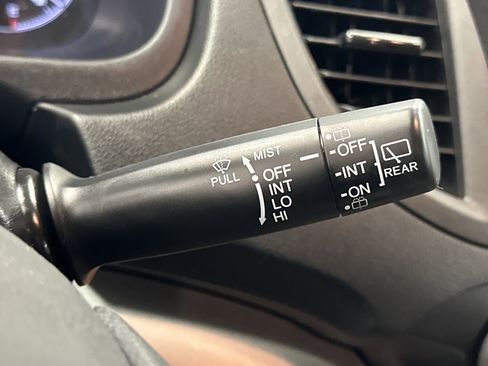 MIST
PULL
OFF
INT
LO
HI
-OFF
-INT
-ON
REAR